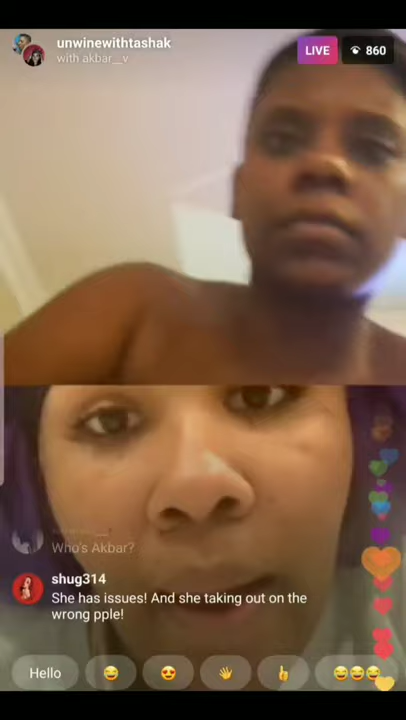 unwinewithtashak
with akbar__v
LIVE
860
Who's Akbar?
shug314
She has issues! And she taking out on the
wrong pple!
Hello